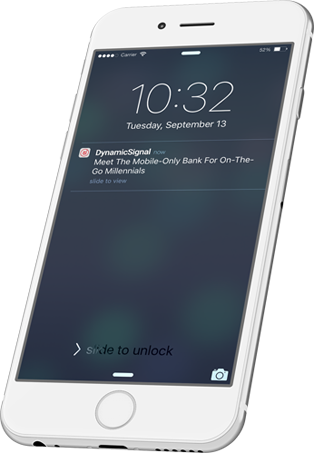 Carrier 52%
10:32
Tuesday, September 13
DynamicSignal now
Meet The Mobile-Only Bank For On-The-
Go Millennials
slide to view
slide to unlock